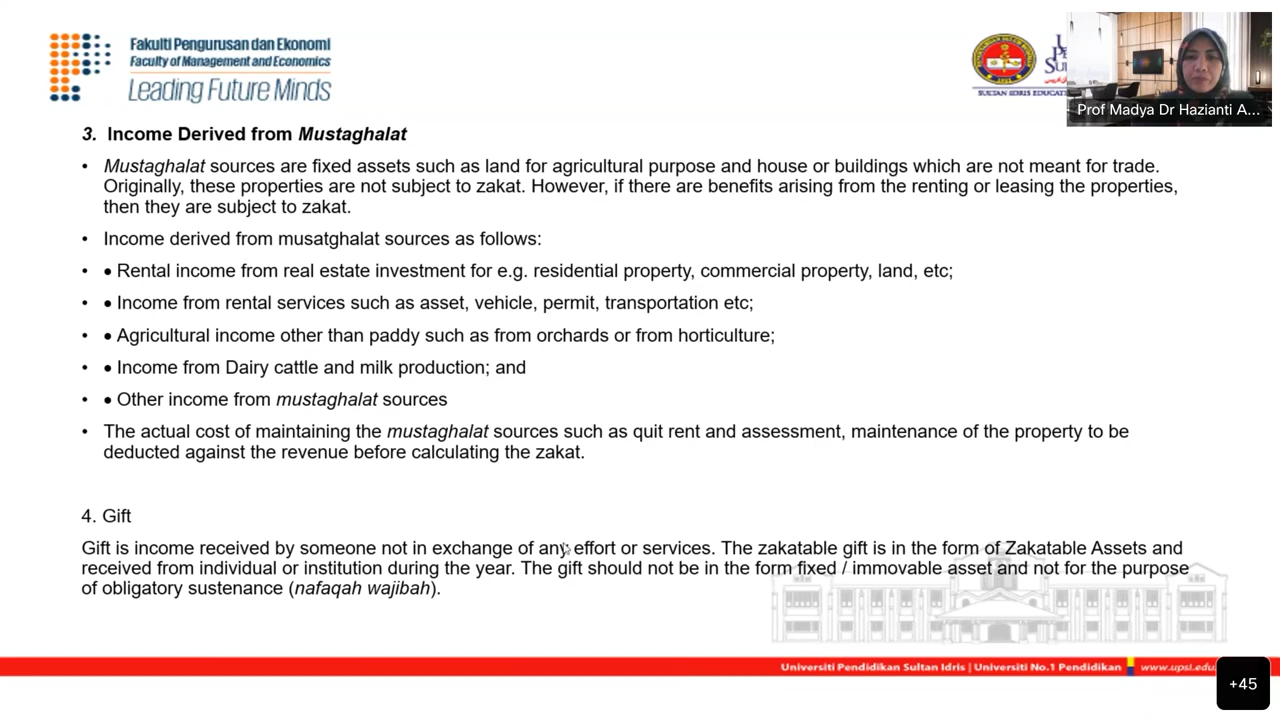 Fakulti Pengurusan dan Ekonomi
Faculty of Management and Economics
Leading Future Minds
SULTAN IDRIS EDUCATI
Prof Madya Dr Hazianti A...
3. Income Derived from Mustaghalat
• Mustaghalat sources are fixed assets such as land for agricultural purpose and house or buildings which are not meant for trade.
Originally, these properties are not subject to zakat. However, if there are benefits arising from the renting or leasing the properties,
then they are subject to zakat.
• Income derived from musatghalat sources as follows:
• ● Rental income from real estate investment for e.g. residential property, commercial property, land, etc;
• ● Income from rental services such as asset, vehicle, permit, transportation etc;
• ● Agricultural income other than paddy such as from orchards or from horticulture;
• ● Income from Dairy cattle and milk production; and
• ● Other income from mustaghalat sources
• The actual cost of maintaining the mustaghalat sources such as quit rent and assessment, maintenance of the property to be
deducted against the revenue before calculating the zakat.
4. Gift
Gift is income received by someone not in exchange of any effort or services. The zakatable gift is in the form of Zakatable Assets and
received from individual or institution during the year. The gift should not be in the form fixed / immovable asset and not for the purpose
of obligatory sustenance (nafaqah wajibah).
Universiti Pendidikan Sultan Idris | Universiti No.1 Pendidikan www.upsi.edu.
+45